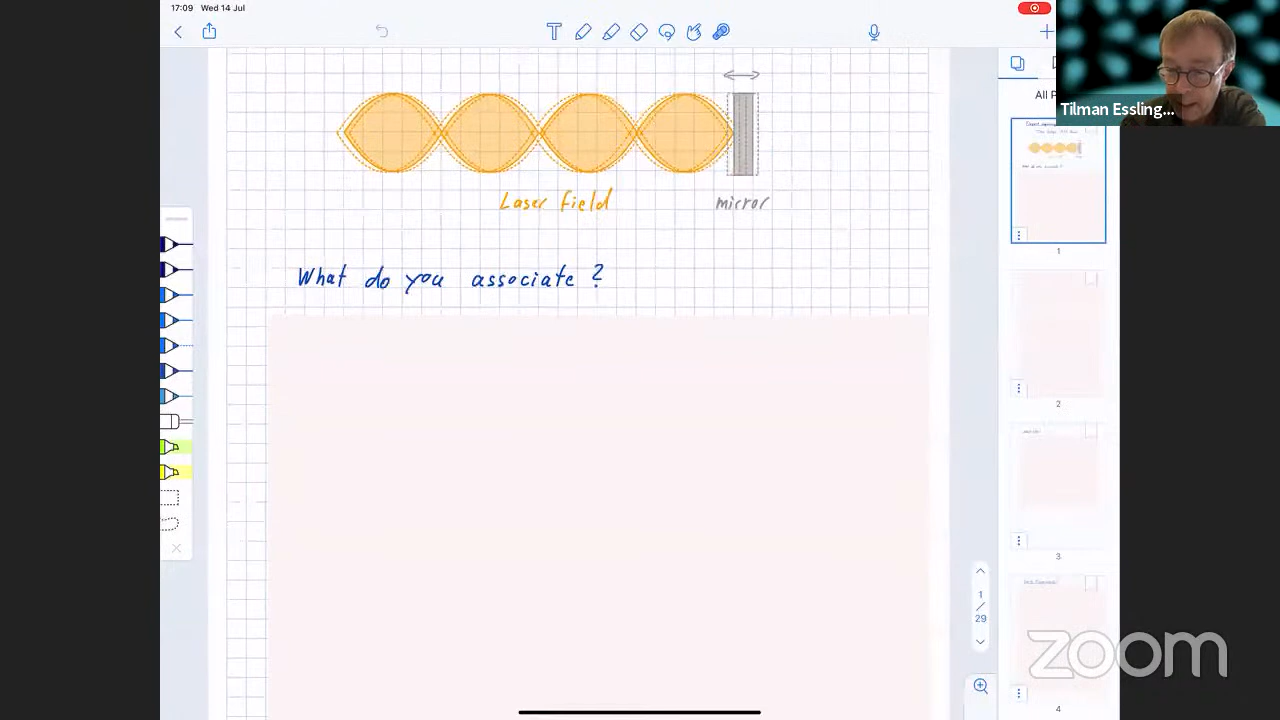 17:09 Wed 14 Jul
T
Tilman Essling...
All P
Laser field
mirror
What do you associate ?
1
2
3
1
/
29
4
zoom